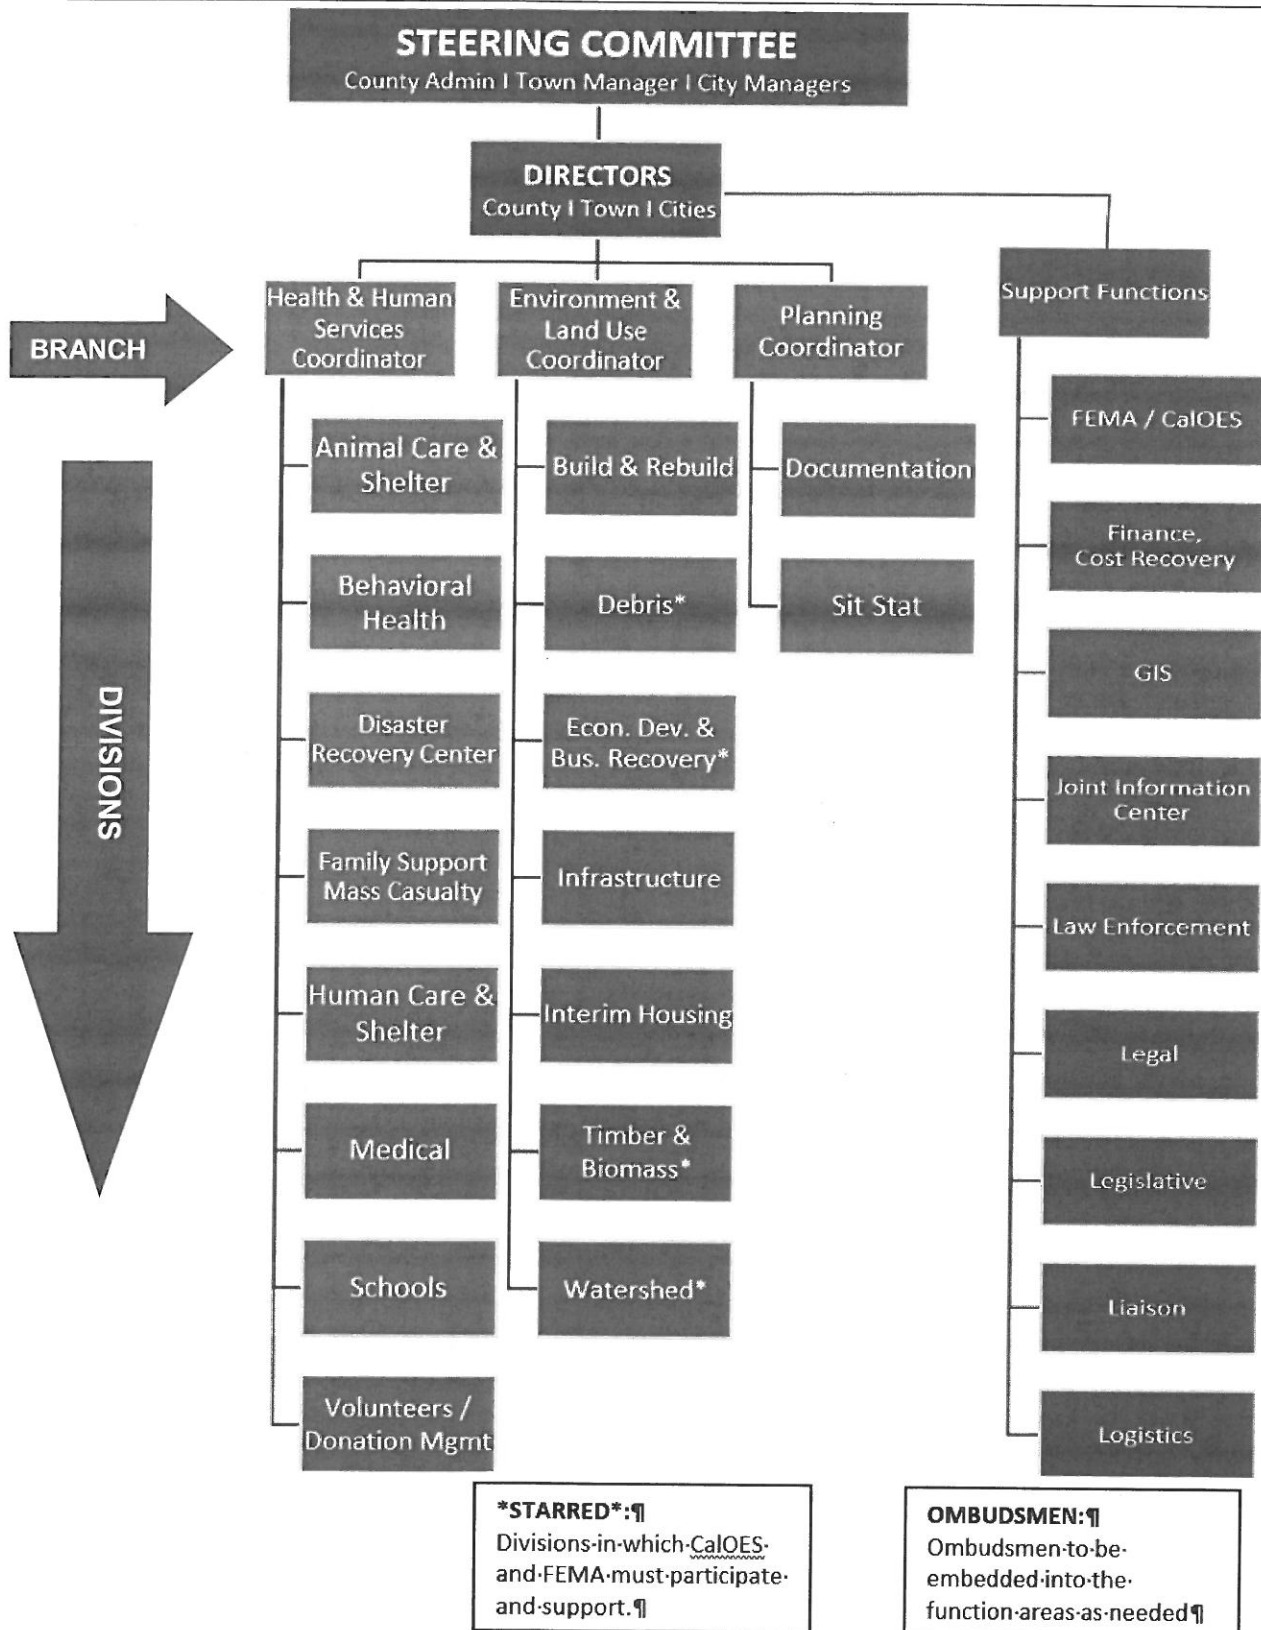 STEERING COMMITTEE
County Admin I Town Manager I City Managers
DIRECTORS
County I Town I Cities
BRANCH
Health & Human
Services
Coordinator
Environment &
Land Use
Coordinator
Planning
Coordinator
Support Functions
DIVISIONS
Animal Care &
Shelter
Behavioral
Health
Disaster
Recovery Center
Family Support
Mass Casualty
Human Care &
Shelter
Medical
Schools
Volunteers /
Donation Mgmt
Build & Rebuild
Debris*
Econ. Dev. &
Bus. Recovery*
Infrastructure
Interim Housing
Timber &
Biomass*
Watershed*
Documentation
Sit Stat
FEMA / CalOES
Finance,
Cost Recovery
GIS
Joint Information
Center
Law Enforcement
Legal
Legislative
Liaison
Logistics
*STARRED*:¶
Divisions·in·which·CalOES·
and·FEMA·must·participate·
and·support.¶
OMBUDSMEN:¶
Ombudsmen·to·be·
embedded·into·the·
function·areas·as·needed¶